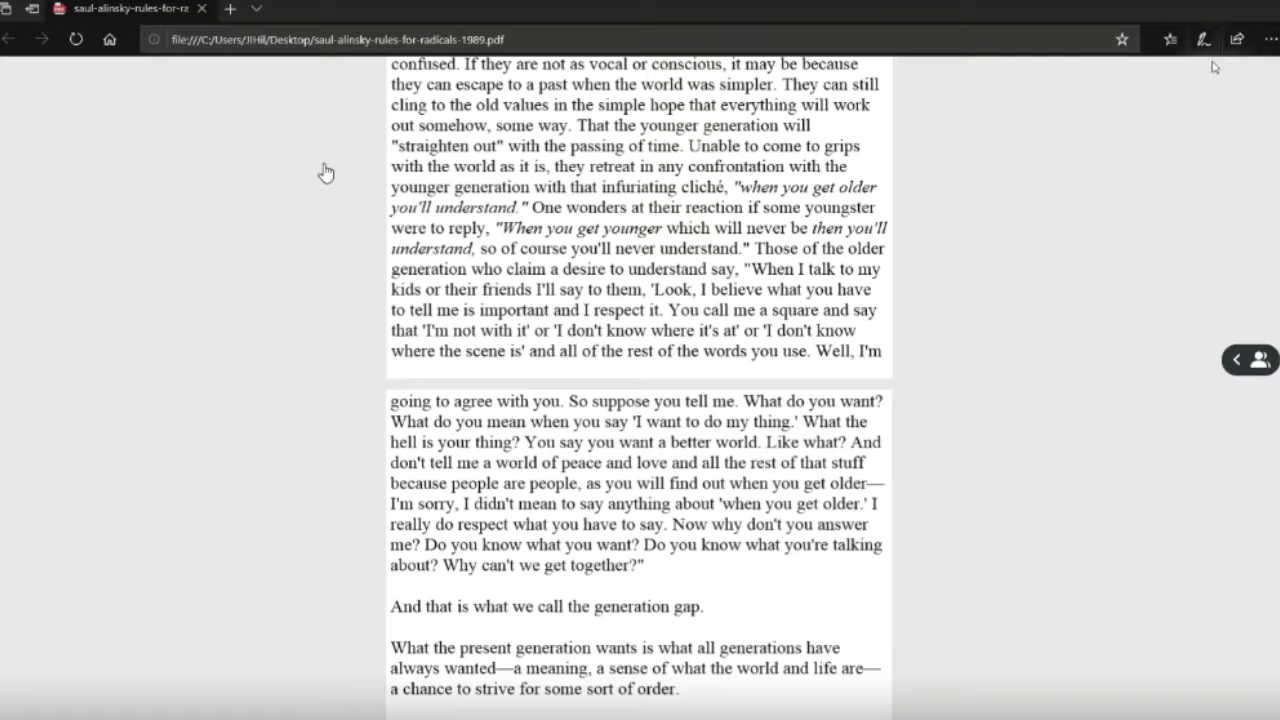 saul-alinsky-rules-for-ra
file:///C:/Users/JIHil/Desktop/saul-alinsky-rules-for-radicals-1989.pdf
confused. If they are not as vocal or conscious, it may be because
they can escape to a past when the world was simpler. They can still
cling to the old values in the simple hope that everything will work
out somehow, some way. That the younger generation will
"straighten out" with the passing of time. Unable to come to grips
with the world as it is, they retreat in any confrontation with the
younger generation with that infuriating cliché, "when you get older
you'll understand." One wonders at their reaction if some youngster
were to reply, "When you get younger which will never be then you'll
understand, so of course you'll never understand." Those of the older
generation who claim a desire to understand say, "When I talk to my
kids or their friends I'll say to them, 'Look, I believe what you have
to tell me is important and I respect it. You call me a square and say
that 'I'm not with it' or 'I don't know where it's at' or 'I don't know
where the scene is' and all of the rest of the words you use. Well, I'm
going to agree with you. So suppose you tell me. What do you want?
What do you mean when you say 'I want to do my thing.' What the
hell is your thing? You say you want a better world. Like what? And
don't tell me a world of peace and love and all the rest of that stuff
because people are people, as you will find out when you get older—
I'm sorry, I didn't mean to say anything about 'when you get older.' I
really do respect what you have to say. Now why don't you answer
me? Do you know what you want? Do you know what you're talking
about? Why can't we get together?"
And that is what we call the generation gap.
What the present generation wants is what all generations have
always wanted—a meaning, a sense of what the world and life are—
a chance to strive for some sort of order.